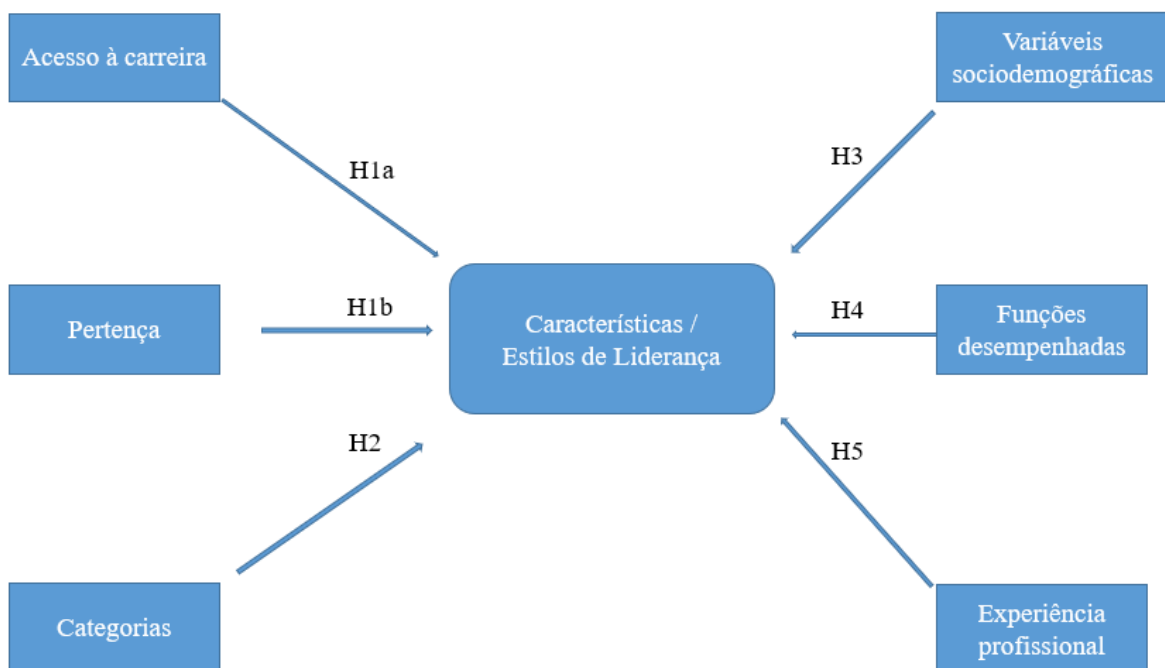 Acesso à carreira
Variáveis
sociodemográficas
H1a
H3
Pertença
H1b
Características /
Estilos de Liderança
H4
Funções
desempenhadas
H2
H5
Categorias
Experiência
profissional